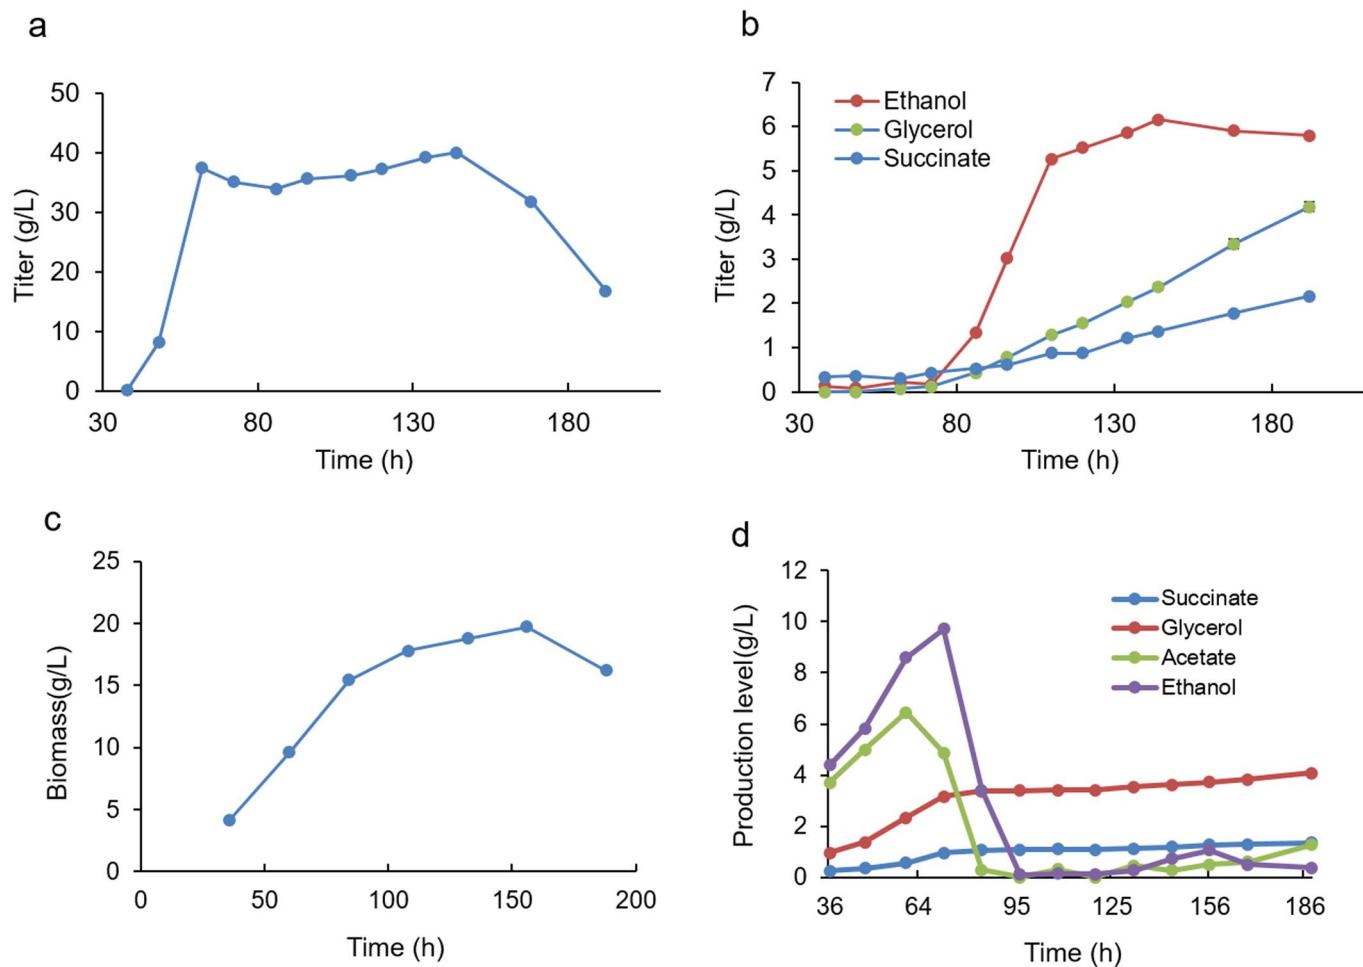 a
50
40
30
20
10
0
30 80 130 180
Titer (g/L)
Time (h)
b
7
6
5
4
3
2
1
0
30 80 130 180
Titer (g/L)
Time (h)
Ethanol
Glycerol
Succinate
c
25
20
15
10
5
0
0 50 100 150 200
Biomass(g/L)
Time (h)
d
12
10
8
6
4
2
0
36 64 95 125 156 186
Production level(g/L)
Time (h)
Succinate
Glycerol
Acetate
Ethanol